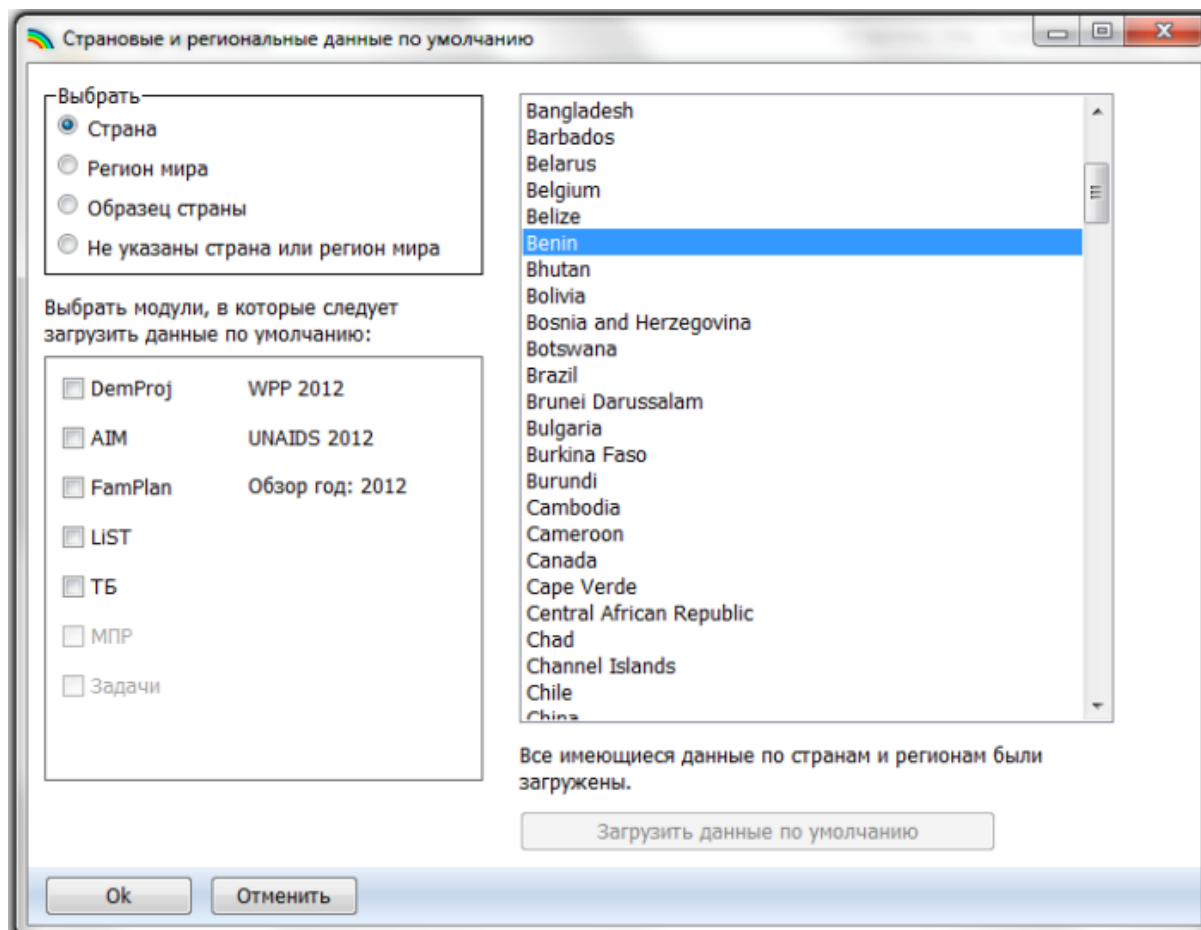 Страновые и региональные данные по умолчанию
Выбрать
Страна
Регион мира
Образец страны
Не указаны страна или регион мира
Выбрать модули, в которые следует
загрузить данные по умолчанию:
DemProj WPP 2012
AIM UNAIDS 2012
FamPlan Обзор год: 2012
LiST
ТБ
МПР
Задачи
Bangladesh
Barbados
Belarus
Belgium
Belize
Benin
Bhutan
Bolivia
Bosnia and Herzegovina
Botswana
Brazil
Brunei Darussalam
Bulgaria
Burkina Faso
Burundi
Cambodia
Cameroon
Canada
Cape Verde
Central African Republic
Chad
Channel Islands
Chile
China
Все имеющиеся данные по странам и регионам были
загружены.
Загрузить данные по умолчанию
Ok Отменить